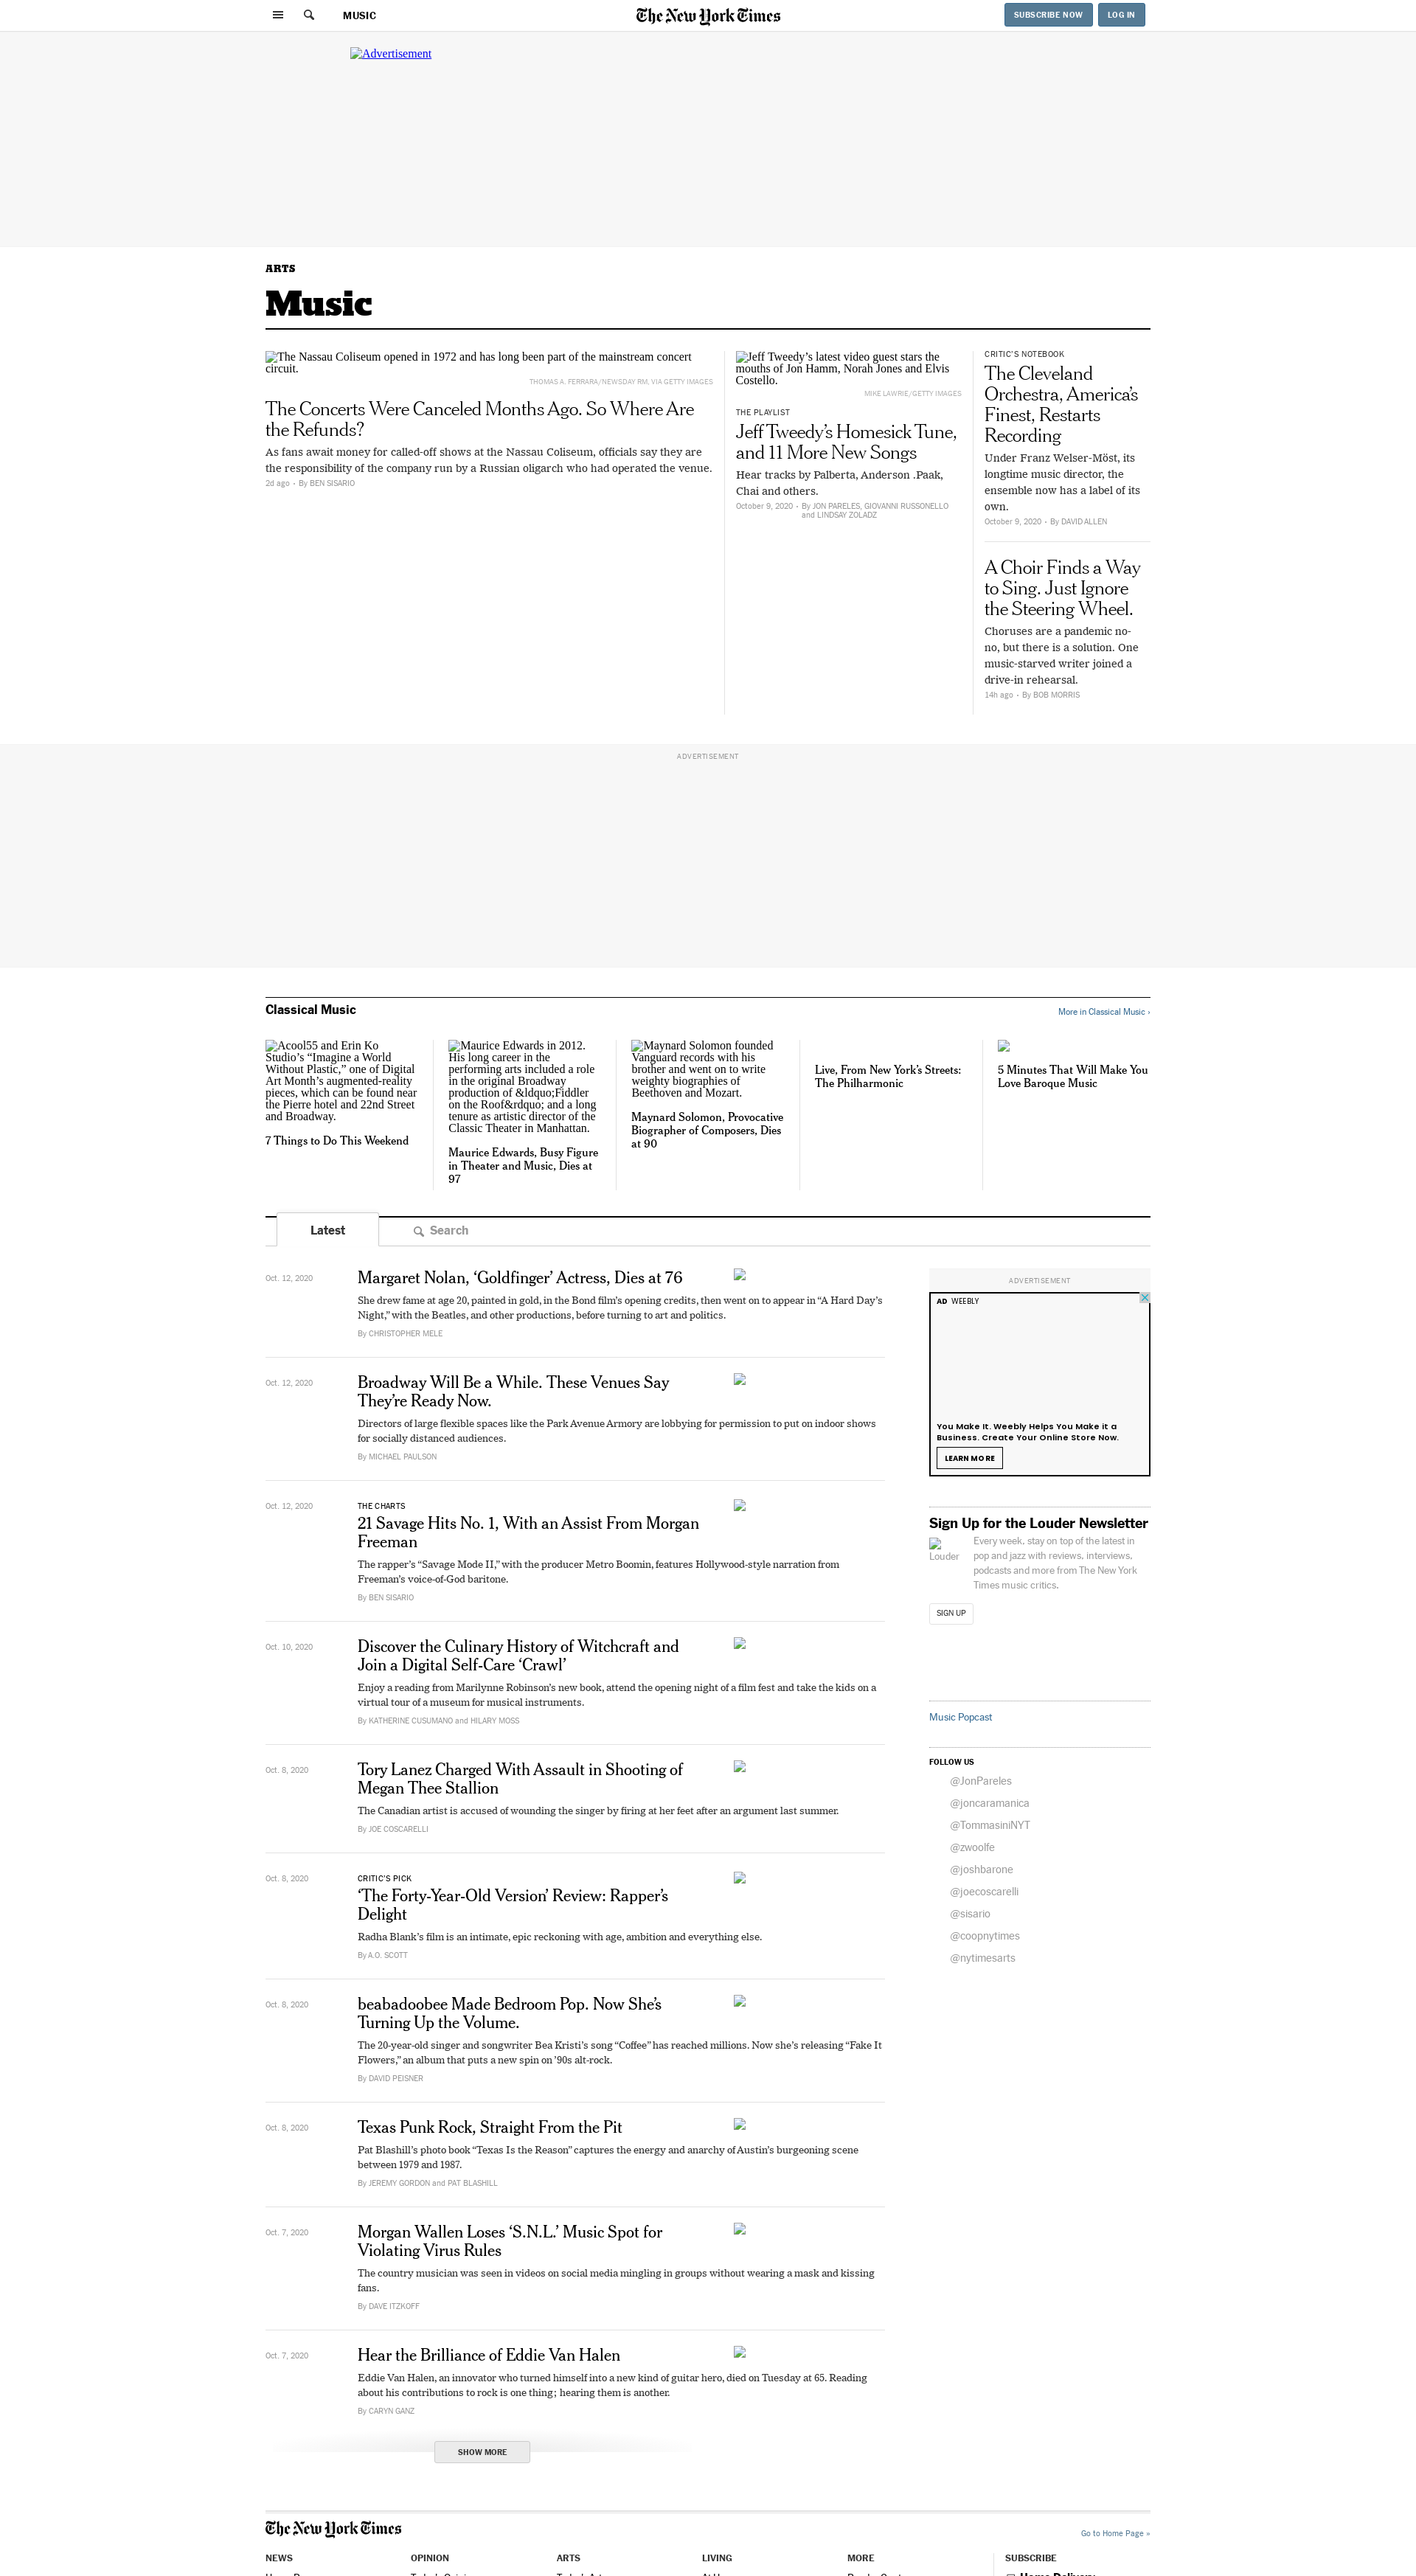 MUSIC
The New York Times
SUBSCRIBE NOW
LOG IN
Advertisement
ARTS
Music
The Nassau Coliseum opened in 1972 and has long been part of the mainstream concert
circuit.
THOMAS A. FERRARA/NEWSDAY RM, VIA GETTY IMAGES
The Concerts Were Canceled Months Ago. So Where Are
the Refunds?
As fans await money for called-off shows at the Nassau Coliseum, officials say they are
the responsibility of the company run by a Russian oligarch who had operated the venue.
2d ago • By BEN SISARIO
Jeff Tweedy’s latest video guest stars the
mouths of Jon Hamm, Norah Jones and Elvis
Costello.
MIKE LAWRIE/GETTY IMAGES
THE PLAYLIST
Jeff Tweedy’s Homesick Tune,
and 11 More New Songs
Hear tracks by Palberta, Anderson .Paak,
Chai and others.
October 9, 2020 • By JON PARELES, GIOVANNI RUSSONELLO
and LINDSAY ZOLADZ
CRITIC’S NOTEBOOK
The Cleveland
Orchestra, America’s
Finest, Restarts
Recording
Under Franz Welser-Möst, its
longtime music director, the
ensemble now has a label of its
own.
October 9, 2020 • By DAVID ALLEN
A Choir Finds a Way
to Sing. Just Ignore
the Steering Wheel.
Choruses are a pandemic no-
no, but there is a solution. One
music-starved writer joined a
drive-in rehearsal.
14h ago • By BOB MORRIS
ADVERTISEMENT
Classical Music
More in Classical Music ›
Acool55 and Erin Ko
Studio’s “Imagine a World
Without Plastic,” one of Digital
Art Month’s augmented-reality
pieces, which can be found near
the Pierre hotel and 22nd Street
and Broadway.
7 Things to Do This Weekend
Maurice Edwards in 2012.
His long career in the
performing arts included a role
in the original Broadway
production of &ldquo;Fiddler
on the Roof&rdquo; and a long
tenure as artistic director of the
Classic Theater in Manhattan.
Maurice Edwards, Busy Figure
in Theater and Music, Dies at
97
Maynard Solomon founded
Vanguard records with his
brother and went on to write
weighty biographies of
Beethoven and Mozart.
Maynard Solomon, Provocative
Biographer of Composers, Dies
at 90
Live, From New York’s Streets:
The Philharmonic
5 Minutes That Will Make You
Love Baroque Music
Latest
Search
Oct. 12, 2020
Margaret Nolan, ‘Goldfinger’ Actress, Dies at 76
She drew fame at age 20, painted in gold, in the Bond film’s opening credits, then went on to appear in “A Hard Day’s
Night,” with the Beatles, and other productions, before turning to art and politics.
By CHRISTOPHER MELE
Oct. 12, 2020
Broadway Will Be a While. These Venues Say
They’re Ready Now.
Directors of large flexible spaces like the Park Avenue Armory are lobbying for permission to put on indoor shows
for socially distanced audiences.
By MICHAEL PAULSON
Oct. 12, 2020
THE CHARTS
21 Savage Hits No. 1, With an Assist From Morgan
Freeman
The rapper’s “Savage Mode II,” with the producer Metro Boomin, features Hollywood-style narration from
Freeman’s voice-of-God baritone.
By BEN SISARIO
Oct. 10, 2020
Discover the Culinary History of Witchcraft and
Join a Digital Self-Care ‘Crawl’
Enjoy a reading from Marilynne Robinson’s new book, attend the opening night of a film fest and take the kids on a
virtual tour of a museum for musical instruments.
By KATHERINE CUSUMANO and HILARY MOSS
Oct. 8, 2020
Tory Lanez Charged With Assault in Shooting of
Megan Thee Stallion
The Canadian artist is accused of wounding the singer by firing at her feet after an argument last summer.
By JOE COSCARELLI
Oct. 8, 2020
CRITIC’S PICK
‘The Forty-Year-Old Version’ Review: Rapper’s
Delight
Radha Blank’s film is an intimate, epic reckoning with age, ambition and everything else.
By A.O. SCOTT
Oct. 8, 2020
beabadoobee Made Bedroom Pop. Now She’s
Turning Up the Volume.
The 20-year-old singer and songwriter Bea Kristi’s song “Coffee” has reached millions. Now she’s releasing “Fake It
Flowers,” an album that puts a new spin on ’90s alt-rock.
By DAVID PEISNER
Oct. 8, 2020
Texas Punk Rock, Straight From the Pit
Pat Blashill’s photo book “Texas Is the Reason” captures the energy and anarchy of Austin’s burgeoning scene
between 1979 and 1987.
By JEREMY GORDON and PAT BLASHILL
Oct. 7, 2020
Morgan Wallen Loses ‘S.N.L.’ Music Spot for
Violating Virus Rules
The country musician was seen in videos on social media mingling in groups without wearing a mask and kissing
fans.
By DAVE ITZKOFF
Oct. 7, 2020
Hear the Brilliance of Eddie Van Halen
Eddie Van Halen, an innovator who turned himself into a new kind of guitar hero, died on Tuesday at 65. Reading
about his contributions to rock is one thing; hearing them is another.
By CARYN GANZ
SHOW MORE
ADVERTISEMENT
AD WEEBLY
You Make It. Weebly Helps You Make it a
Business. Create Your Online Store Now.
LEARN MORE
Sign Up for the Louder Newsletter
Louder
Every week, stay on top of the latest in
pop and jazz with reviews, interviews,
podcasts and more from The New York
Times music critics.
SIGN UP
Music Popcast
FOLLOW US
@JonPareles
@joncaramanica
@TommasiniNYT
@zwoolfe
@joshbarone
@joecoscarelli
@sisario
@coopnytimes
@nytimesarts
The New York Times
Go to Home Page »
NEWS
OPINION
ARTS
LIVING
MORE
SUBSCRIBE